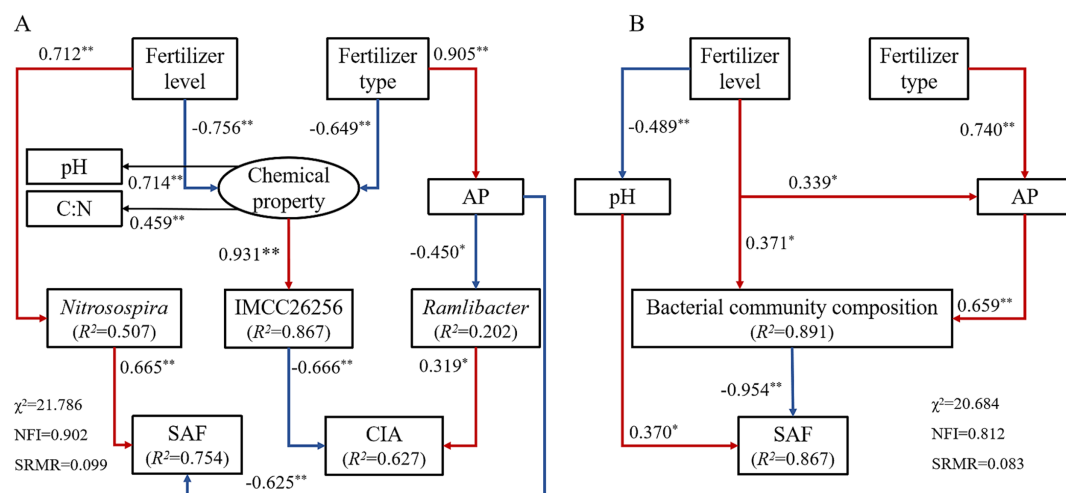 A
B
0.712**
Fertilizer
level
Fertilizer
type
0.905**
Fertilizer
level
Fertilizer
type
-0.756**
-0.649**
-0.489**
0.740**
pH
0.714**
Chemical
property
C:N
0.459**
AP
0.339*
pH
AP
0.931**
-0.450*
0.371*
Nitrosospira
(R²=0.507)
IMCC26256
(R²=0.867)
Ramlibacter
(R²=0.202)
Bacterial community composition
(R²=0.891)
0.659**
0.665**
-0.666**
0.319*
-0.954**
χ²=21.786
NFI=0.902
SRMR=0.099
SAF
(R²=0.754)
CIA
(R²=0.627)
-0.625**
0.370*
SAF
(R²=0.867)
χ²=20.684
NFI=0.812
SRMR=0.083